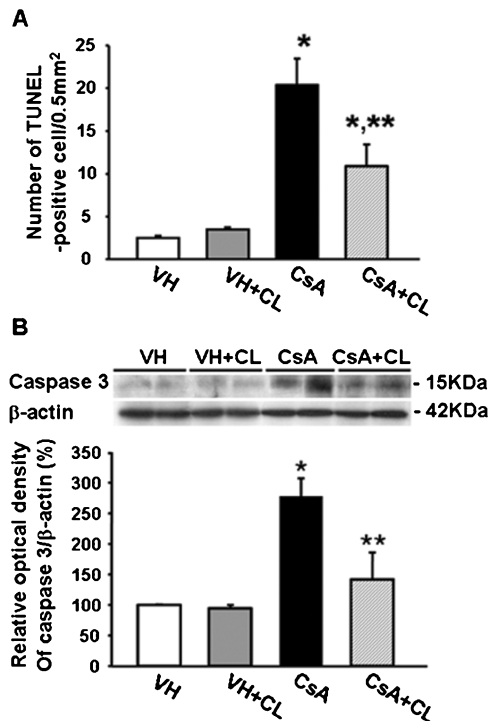 A
Number of TUNEL
-positive cell/0.5mm²
25
20
15
10
5
0
*
*,**
VH
VH+CL
CsA
CsA+CL
B
VH VH+CL CsA CsA+CL
Caspase 3 - 15KDa
β-actin - 42KDa
Relative optical density
Of caspase 3/β-actin (%)
350
300
250
200
150
100
50
0
*
**
VH
VH+CL
CsA
CsA+CL